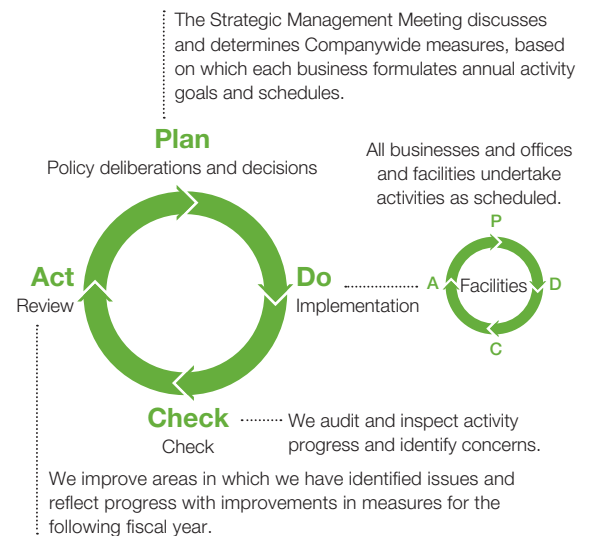 The Strategic Management Meeting discusses
and determines Companywide measures, based
on which each business formulates annual activity
goals and schedules.
Plan
Policy deliberations and decisions
All businesses and offices
and facilities undertake
activities as scheduled.
P
Act
Review
Do
Implementation
A
Facilities
D
C
Check
Check
We audit and inspect activity
progress and identify concerns.
We improve areas in which we have identified issues and
reflect progress with improvements in measures for the
following fiscal year.